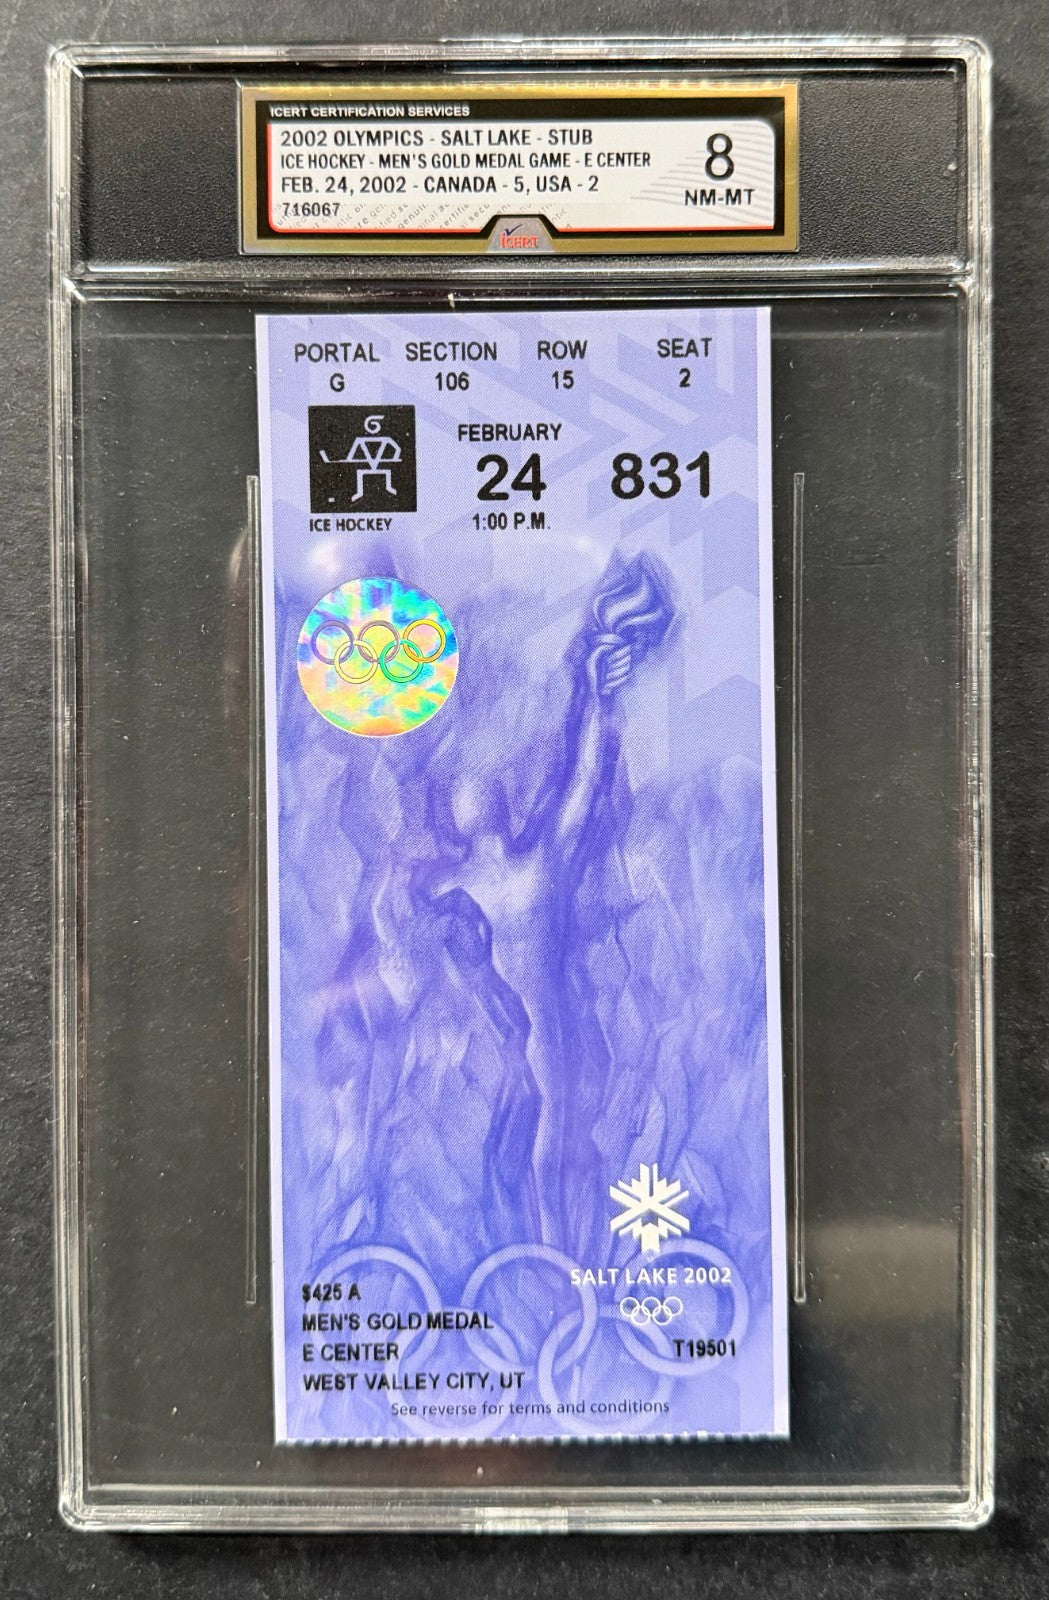 ICERT CERTIFICATION SERVICES
2002 OLYMPICS - SALT LAKE - STUB
ICE HOCKEY - MEN'S GOLD MEDAL GAME - E CENTER
FEB. 24, 2002 - CANADA - 5, USA - 2
716067
8
NM-MT
iCERT
PORTAL SECTION ROW SEAT
G 106 15 2
FEBRUARY
24 831
1:00 P.M.
ICE HOCKEY
SALT LAKE 2002
$425 A
MEN'S GOLD MEDAL
E CENTER T19501
WEST VALLEY CITY, UT
See reverse for terms and conditions